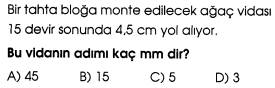 Bir tahta bloğa monte edilecek ağaç vidası
15 devir sonunda 4,5 cm yol alıyor.
Bu vidanın adımı kaç mm dir?
A) 45 B) 15 C) 5 D) 3